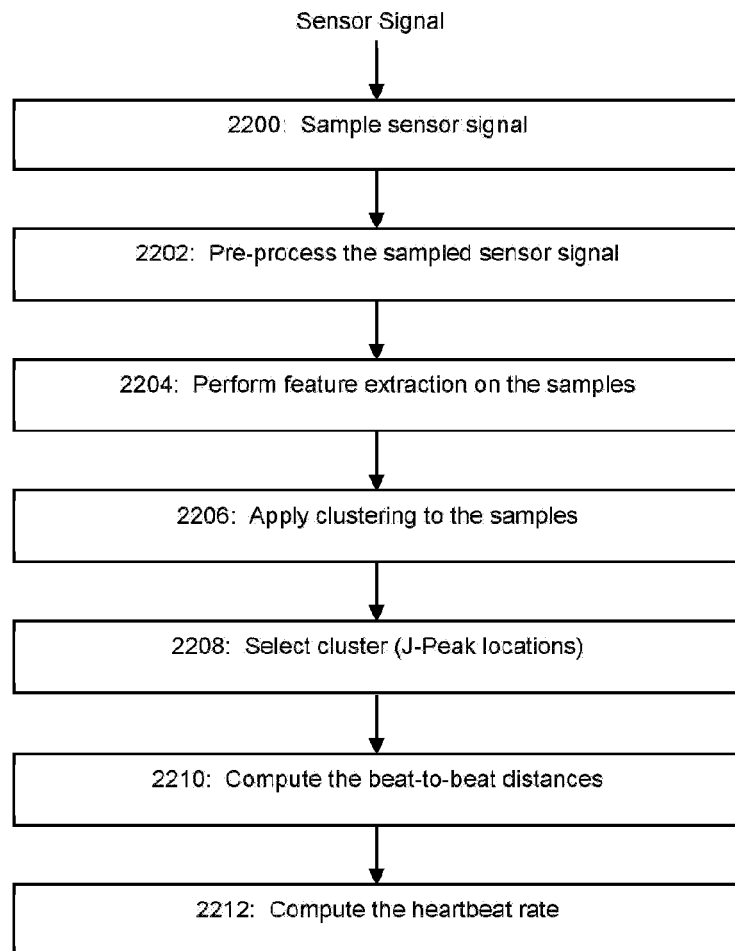 Sensor Signal
2200: Sample sensor signal
2202: Pre-process the sampled sensor signal
2204: Perform feature extraction on the samples
2206: Apply clustering to the samples
2208: Select cluster (J-Peak locations)
2210: Compute the beat-to-beat distances
2212: Compute the heartbeat rate